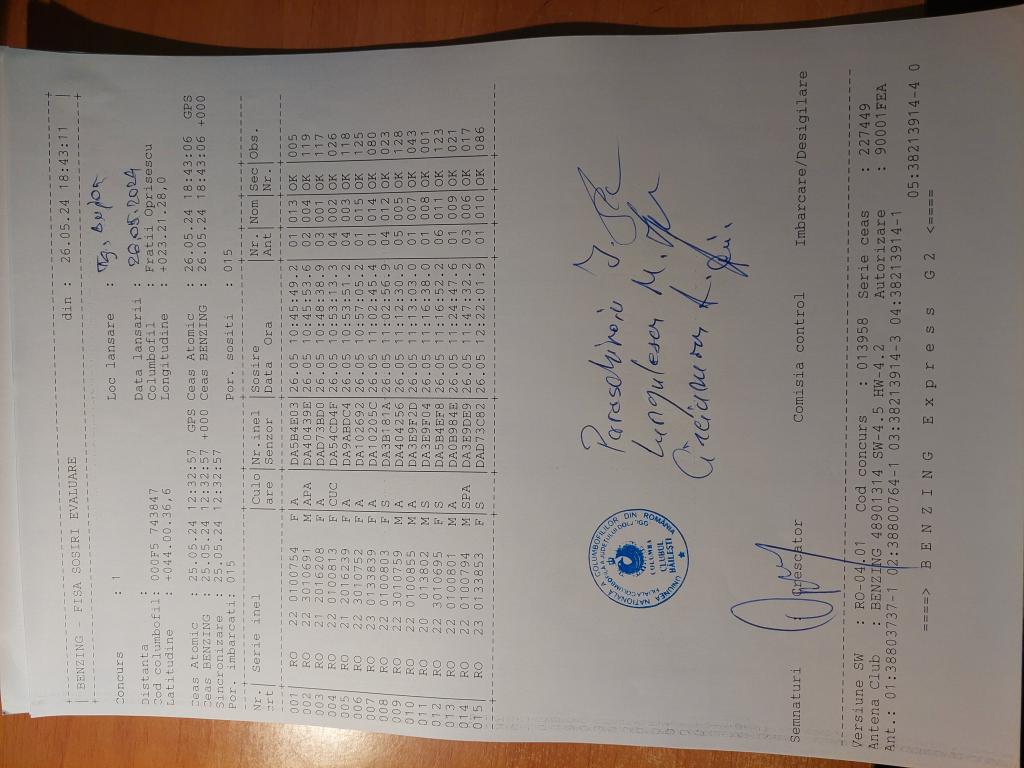 BENZING - FISA SOSIRI EVALUARE din : 26.05.24 18:43:11
Concurs : 1 Loc lansare :
Distanta : Data lansarii : 26.05.2024
Cod columbofil : 000F5 743847 Columbofil : Fratii Oprisescu
Latitudine : +044.00.36,6 Longitudine : +023.21.28,0
Ceas Atomic : 25.05.24 12:32:57 GPS Ceas Atomic : 26.05.24 18:43:06 GPS
Ceas BENZING : 25.05.24 12:32:57 +000 Ceas BENZING : 26.05.24 18:43:06 +000
Sincronizare : 25.05.24 12:32:57
Por. imbarcati: 015 Por. sositi : 015
Nr. | Serie inel |Culo|Nr.inel |Sosire |Nr.|Nom|Sec|Obs.
crt |are |Senzor |Data Ora |Ant| |Nr.|
001 RO 22 0100754 F A DA5B4E03 26.05 10:45:49.2 01 013 OK 005
002 RO 22 3010691 M APA DA40439E 26.05 10:45:53.6 02 004 OK 119
003 RO 21 2016208 F A DAD73BD0 26.05 10:48:38.9 03 001 OK 117
004 RO 22 0100813 F CUC DA54CD4F 26.05 10:53:13.3 04 002 OK 026
005 RO 21 2016239 F A DA9ABDC4 26.05 10:53:51.2 04 003 OK 118
006 RO 22 3010752 F A DA102692 26.05 10:57:05.2 01 015 OK 125
007 RO 23 0133839 F A DA10205C 26.05 11:00:45.4 01 014 OK 080
008 RO 22 0100803 F S DA3B181A 26.05 11:02:56.9 04 012 OK 023
009 RO 22 3010759 M A DA404256 26.05 11:12:30.5 05 005 OK 128
010 RO 22 0100855 M A DA3E9F2D 26.05 11:13:03.0 01 007 OK 043
011 RO 20 1013802 M S DA3E9F04 26.05 11:16:38.0 01 008 OK 001
012 RO 22 3010695 F S DA5B4EF8 26.05 11:16:52.2 06 011 OK 123
013 RO 22 0100801 M A DA0B984E 26.05 11:24:47.6 01 009 OK 021
014 RO 22 0100794 M SPA DA3E9DE9 26.05 11:47:32.2 03 006 OK 017
015 RO 23 0133853 F S DAD73C82 26.05 12:22:01.9 01 010 OK 086
UNIUNEA NATIONALA A COLUMBOFILILOR DIN ROMANIA
COLUMBA
CLUBUL
Semnaturi Crescator Comisia control Imbarcare/Desigilare
Versiune SW : RO-04.01 Cod concurs : 013958 Serie ceas : 227449
Antena Club : BENZING 48901314 SW-4.5 HW-4.2 Autorizare : 90001FEA
Ant.: 01:38803737-1 02:38800764-1 03:38213914-3 04:38213914-1 05:38213914-4 0
====> B E N Z I N G E x p r e s s G 2 <====